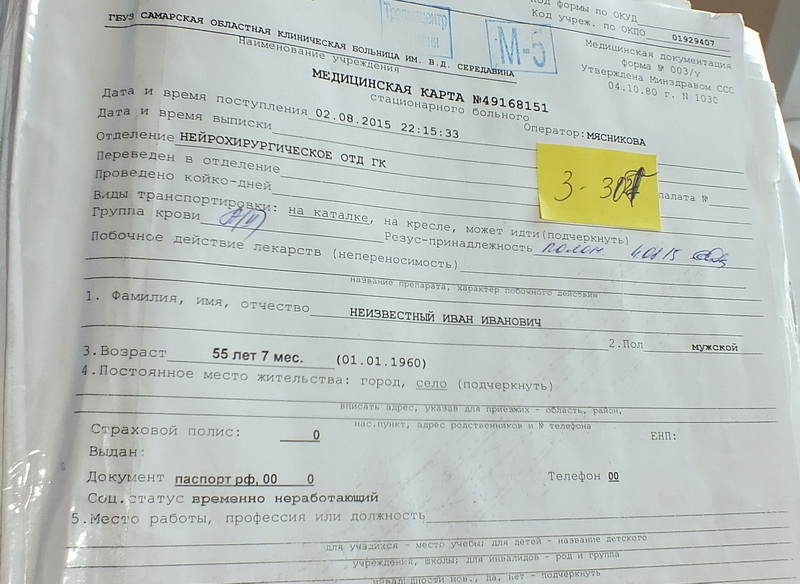 Код формы по ОКУД
Код учреж. по ОКПО 01929407
Медицинская документация
форма № 003/у
Утверждена Минздравом СССР
04.10.80 г. N 1030
М-5
ГБУЗ САМАРСКАЯ ОБЛАСТНАЯ КЛИНИЧЕСКАЯ БОЛЬНИЦА ИМ. В.Д. СЕРЕДАВИНА
Наименование учреждения
МЕДИЦИНСКАЯ КАРТА №49168151
стационарного больного
Дата и время поступления 02.08.2015 22:15:33 Оператор: МЯСНИКОВА
Дата и время выписки
Отделение НЕЙРОХИРУРГИЧЕСКОЕ ОТД ГК
Переведен в отделение
палата №
Проведено койко-дней
3-30
Виды транспортировки: на каталке, на кресле, может идти(подчеркнуть)
Группа крови A(II) Резус-принадлежность полож.
Побочное действие лекарств (непереносимость)
название препарата, характер побочного действия
1. Фамилия, имя, отчество НЕИЗВЕСТНЫЙ ИВАН ИВАНОВИЧ
2.Пол мужской
3.Возраст 55 лет 7 мес. (01.01.1960)
4.Постоянное место жительства: город, село (подчеркнуть)
вписать адрес, указав для приезжих - область, район,
нас.пункт, адрес родственников и № телефона
Страховой полис: 0 ЕНП:
Выдан:
Документ паспорт рф, 00 0 Телефон 00
Соц.статус временно неработающий
5.Место работы, профессия или должность
для учащихся - место учебы; для детей - название детского
учреждения, школы; для инвалидов - род и группа
инвалидности иов., да, нет - подчеркнуть